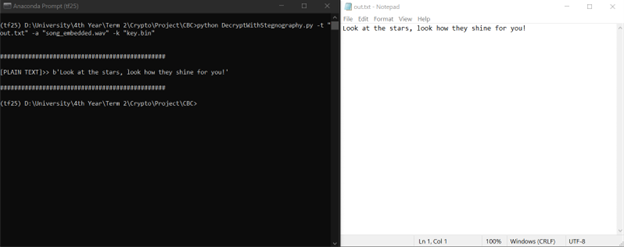 Anaconda Prompt (tf25)
(tf25) D:\University\4th Year\Term 2\Crypto\Project\CBC>python DecryptWithStegnography.py -t "
out.txt" -a "song_embedded.wav" -k "key.bin"
################################################
[PLAIN TEXT]>> b'Look at the stars, look how they shine for you!'
################################################
(tf25) D:\University\4th Year\Term 2\Crypto\Project\CBC>
out.txt - Notepad
File Edit Format View Help
Look at the stars, look how they shine for you!
Ln 1, Col 1 100% Windows (CRLF) UTF-8